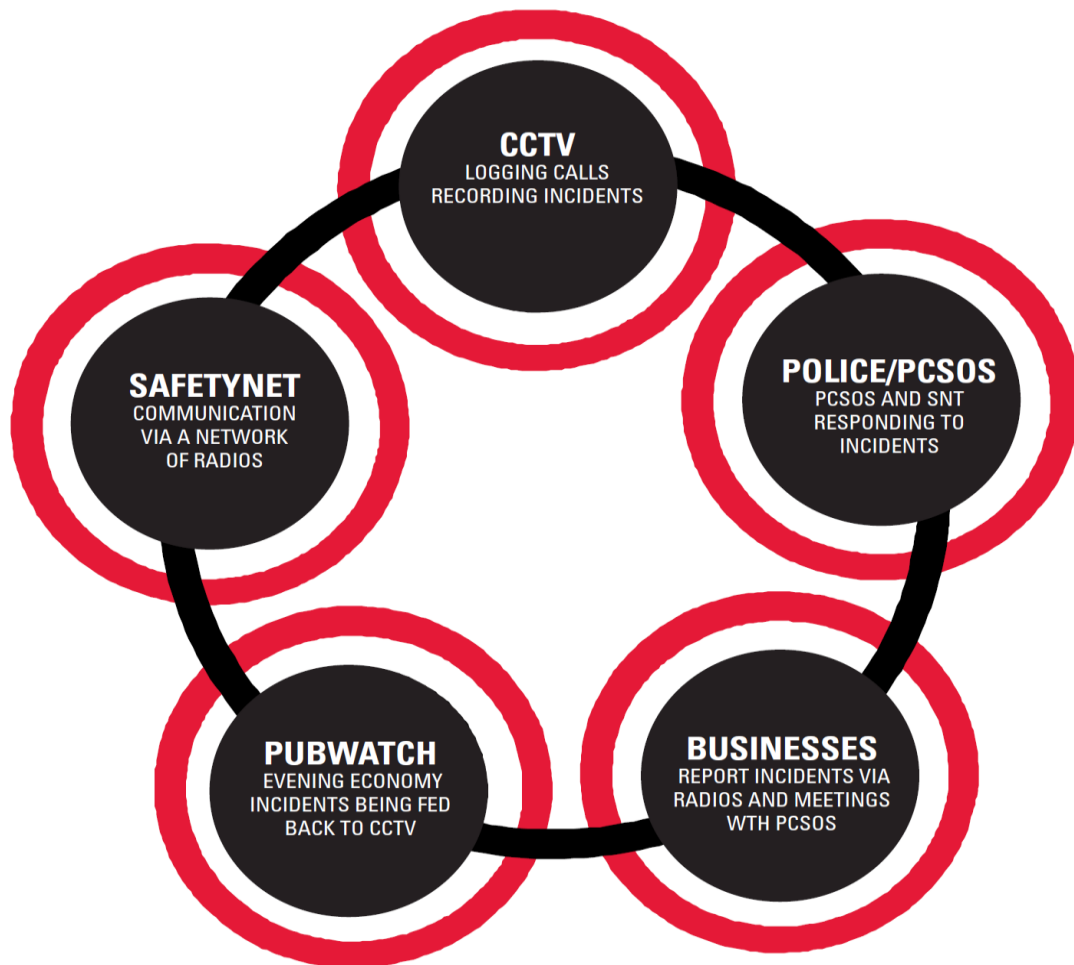 CCTV
LOGGING CALLS
RECORDING INCIDENTS
POLICE/PCSOS
PCSOS AND SNT
RESPONDING TO
INCIDENTS
BUSINESSES
REPORT INCIDENTS VIA
RADIOS AND MEETINGS
WTH PCSOS
PUBWATCH
EVENING ECONOMY
INCIDENTS BEING FED
BACK TO CCTV
SAFETYNET
COMMUNICATION
VIA A NETWORK
OF RADIOS